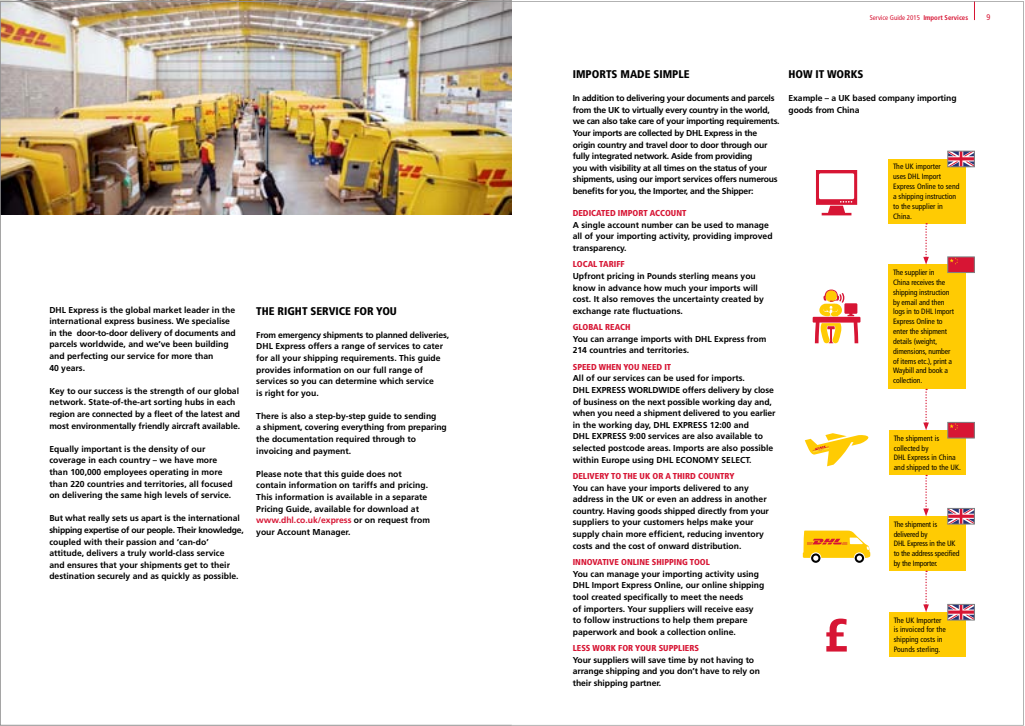 DHL
DHL Express is the global market leader in the
international express business. We specialise
in the door-to-door delivery of documents and
parcels worldwide, and we've been building
and perfecting our service for more than
40 years.
Key to our success is the strength of our global
network. State-of-the-art sorting hubs in each
region are connected by a fleet of the latest and
most environmentally friendly aircraft available.
Equally important is the density of our
coverage in each country – we have more
than 100,000 employees operating in more
than 220 countries and territories, all focused
on delivering the same high levels of service.
But what really sets us apart is the international
shipping expertise of our people. Their knowledge,
coupled with their passion and 'can-do'
attitude, delivers a truly world-class service
and ensures that your shipments get to their
destination securely and as quickly as possible.
THE RIGHT SERVICE FOR YOU
From emergency shipments to planned deliveries,
DHL Express offers a range of services to cater
for all your shipping requirements. This guide
provides information on our full range of
services so you can determine which service
is right for you.
There is also a step-by-step guide to sending
a shipment, covering everything from preparing
the documentation required through to
invoicing and payment.
Please note that this guide does not
contain information on tariffs and pricing.
This information is available in a separate
Pricing Guide, available for download at
www.dhl.co.uk/express or on request from
your Account Manager.
Service Guide 2015 Import Services 9
IMPORTS MADE SIMPLE
In addition to delivering your documents and parcels
from the UK to virtually every country in the world,
we can also take care of your importing requirements.
Your imports are collected by DHL Express in the
origin country and travel door to door through our
fully integrated network. Aside from providing
you with visibility at all times on the status of your
shipments, using our import services offers numerous
benefits for you, the Importer, and the Shipper:
DEDICATED IMPORT ACCOUNT
A single account number can be used to manage
all of your importing activity, providing improved
transparency.
LOCAL TARIFF
Upfront pricing in Pounds sterling means you
know in advance how much your imports will
cost. It also removes the uncertainty created by
exchange rate fluctuations.
GLOBAL REACH
You can arrange imports with DHL Express from
214 countries and territories.
SPEED WHEN YOU NEED IT
All of our services can be used for imports.
DHL EXPRESS WORLDWIDE offers delivery by close
of business on the next possible working day and,
when you need a shipment delivered to you earlier
in the working day, DHL EXPRESS 12:00 and
DHL EXPRESS 9:00 services are also available to
selected postcode areas. Imports are also possible
within Europe using DHL ECONOMY SELECT.
DELIVERY TO THE UK OR A THIRD COUNTRY
You can have your imports delivered to any
address in the UK or even an address in another
country. Having goods shipped directly from your
suppliers to your customers helps make your
supply chain more efficient, reducing inventory
costs and the cost of onward distribution.
INNOVATIVE ONLINE SHIPPING TOOL
You can manage your importing activity using
DHL Import Express Online, our online shipping
tool created specifically to meet the needs
of importers. Your suppliers will receive easy
to follow instructions to help them prepare
paperwork and book a collection online.
LESS WORK FOR YOUR SUPPLIERS
Your suppliers will save time by not having to
arrange shipping and you don't have to rely on
their shipping partner.
HOW IT WORKS
Example – a UK based company importing
goods from China
The UK importer
uses DHL Import
Express Online to send
a shipping instruction
to the supplier in
China.
The supplier in
China receives the
shipping instruction
by email and then
logs in to DHL Import
Express Online to
enter the shipment
details (weight,
dimensions, number
of items etc.), print a
Waybill and book a
collection.
The shipment is
collected by
DHL Express in China
and shipped to the UK.
DHL
The shipment is
delivered by
DHL Express in the UK
to the address specified
by the importer.
£
The UK Importer
is invoiced for the
shipping costs in
Pounds sterling.